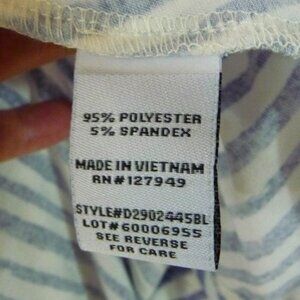 95% POLYESTER
5% SPANDEX
MADE IN VIETNAM
RN#127949
STYLE#D2902445BL
LOT#60006955
SEE REVERSE
FOR CARE